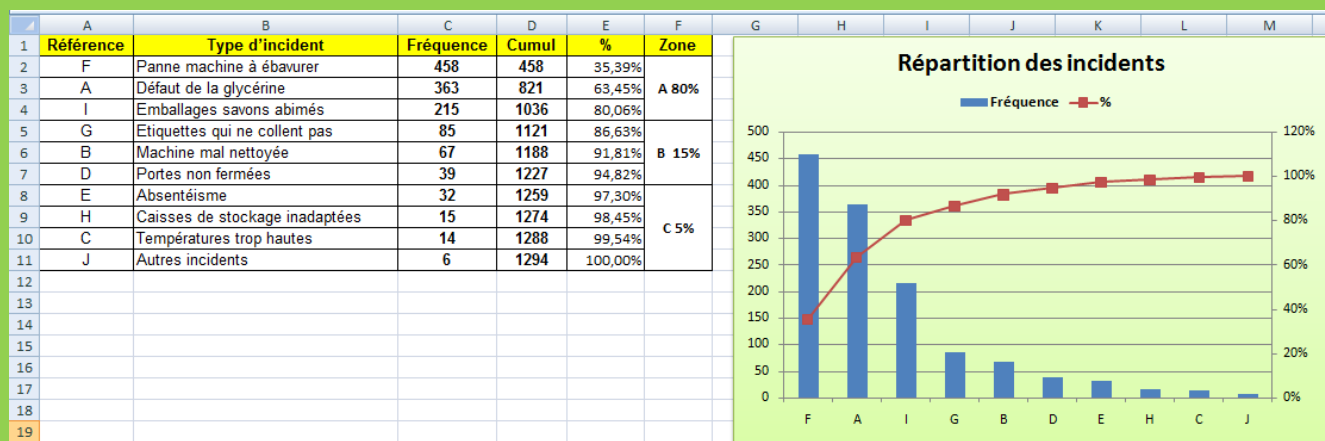 A B C D E F G H I J K L M
1 Référence Type d'incident Fréquence Cumul % Zone
2 F Panne machine à ébavurer 458 458 35,39%
3 A Défaut de la glycérine 363 821 63,45% A 80%
4 I Emballages savons abimés 215 1036 80,06%
5 G Etiquettes qui ne collent pas 85 1121 86,63%
6 B Machine mal nettoyée 67 1188 91,81% B 15%
7 D Portes non fermées 39 1227 94,82%
8 E Absentéisme 32 1259 97,30%
9 H Caisses de stockage inadaptées 15 1274 98,45%
C 5%
10 C Températures trop hautes 14 1288 99,54%
11 J Autres incidents 6 1294 100,00%
12
13
14
15
16
17
18
19
Répartition des incidents
Fréquence %
500 120%
450
400 100%
350
300 80%
250 60%
200
150 40%
100 20%
50
0 0%
F A I G B D E H C J